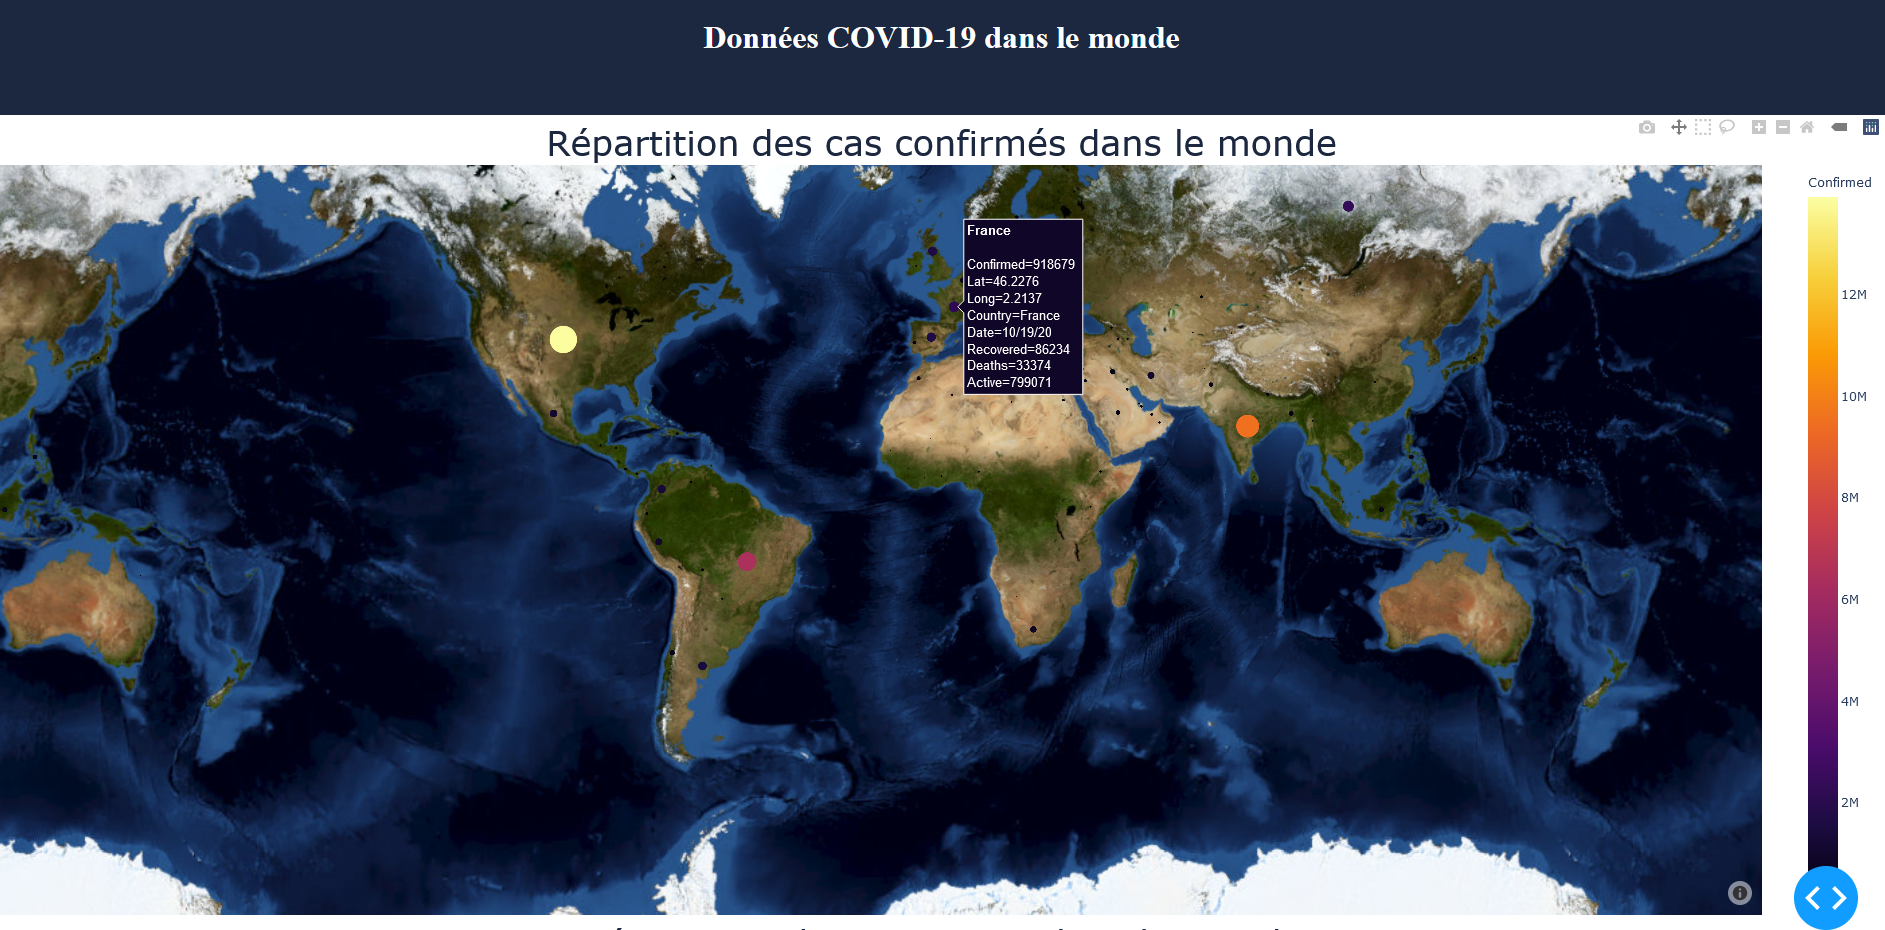 Données COVID-19 dans le monde
Répartition des cas confirmés dans le monde
Confirmed
France
Confirmed=918679
Lat=46.2276
Long=2.2137
Country=France
Date=10/19/20
Recovered=86234
Deaths=33374
Active=799071
12M
10M
8M
6M
4M
2M